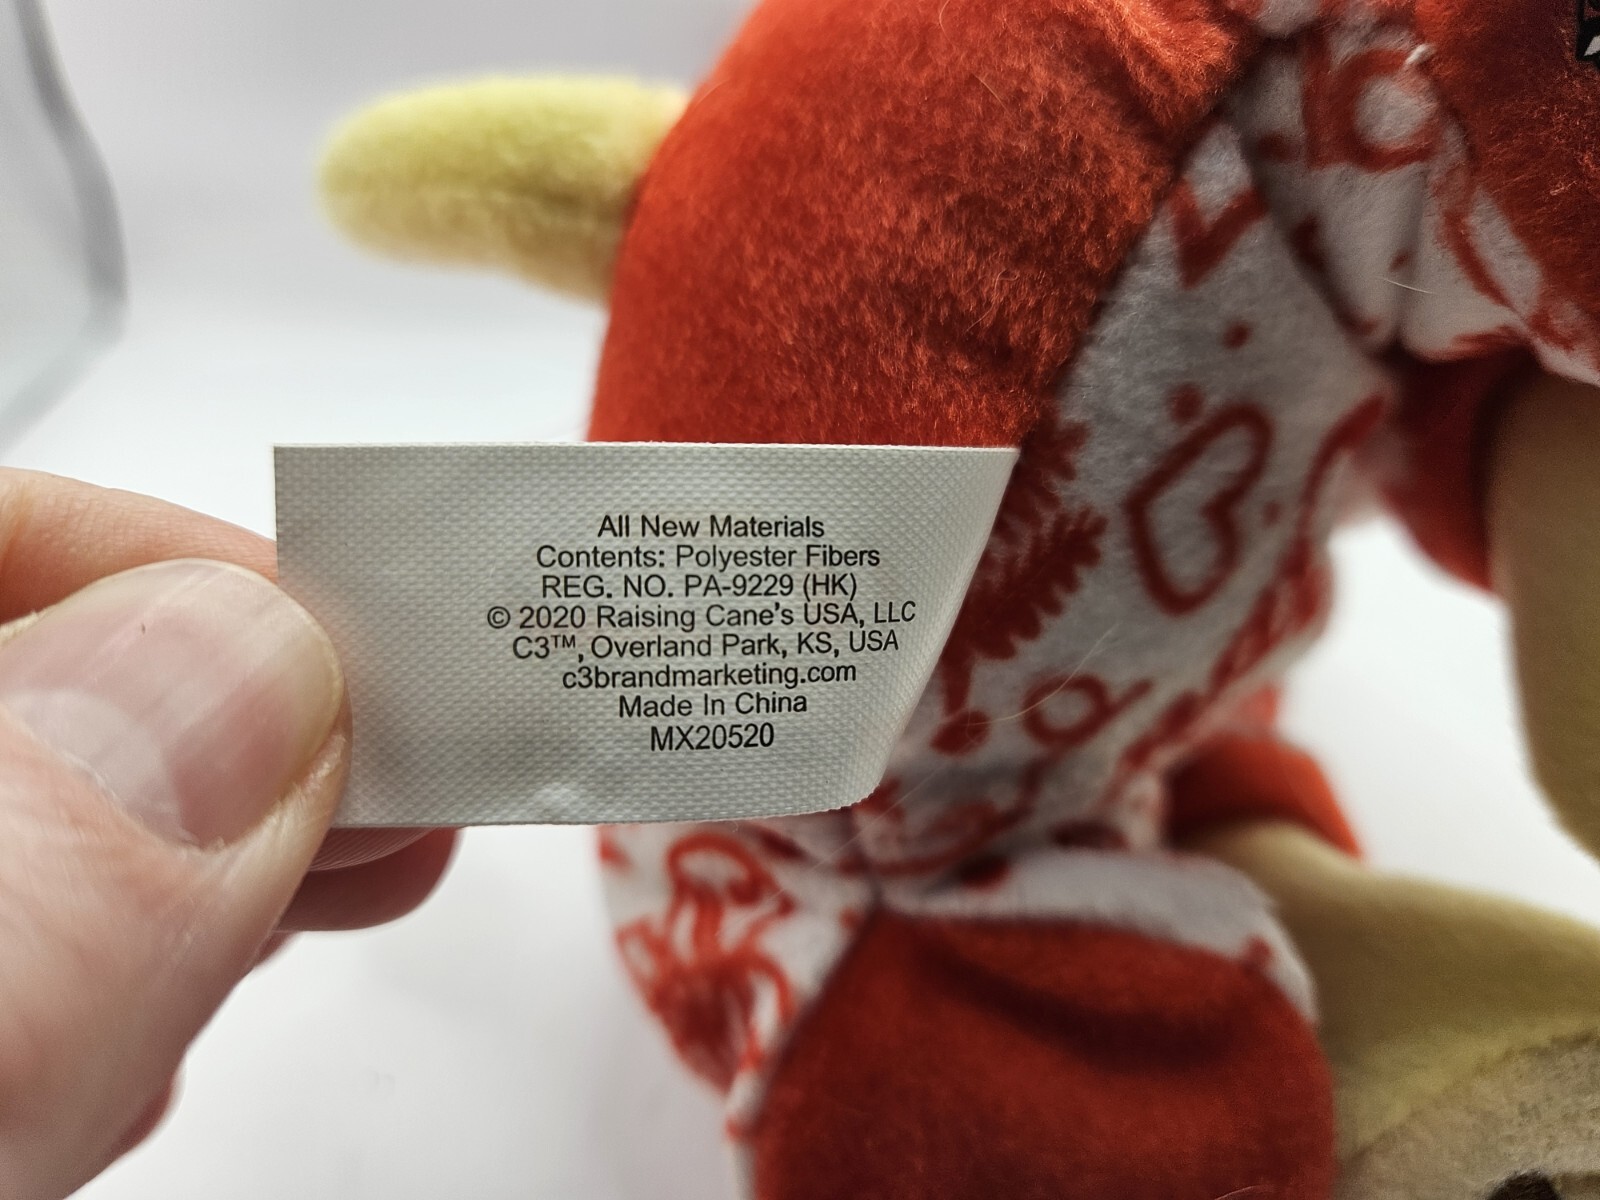 All New Materials
Contents: Polyester Fibers
REG. NO. PA-9229 (HK)
© 2020 Raising Cane's USA, LLC
C3™, Overland Park, KS, USA
c3brandmarketing.com
Made In China
MX20520